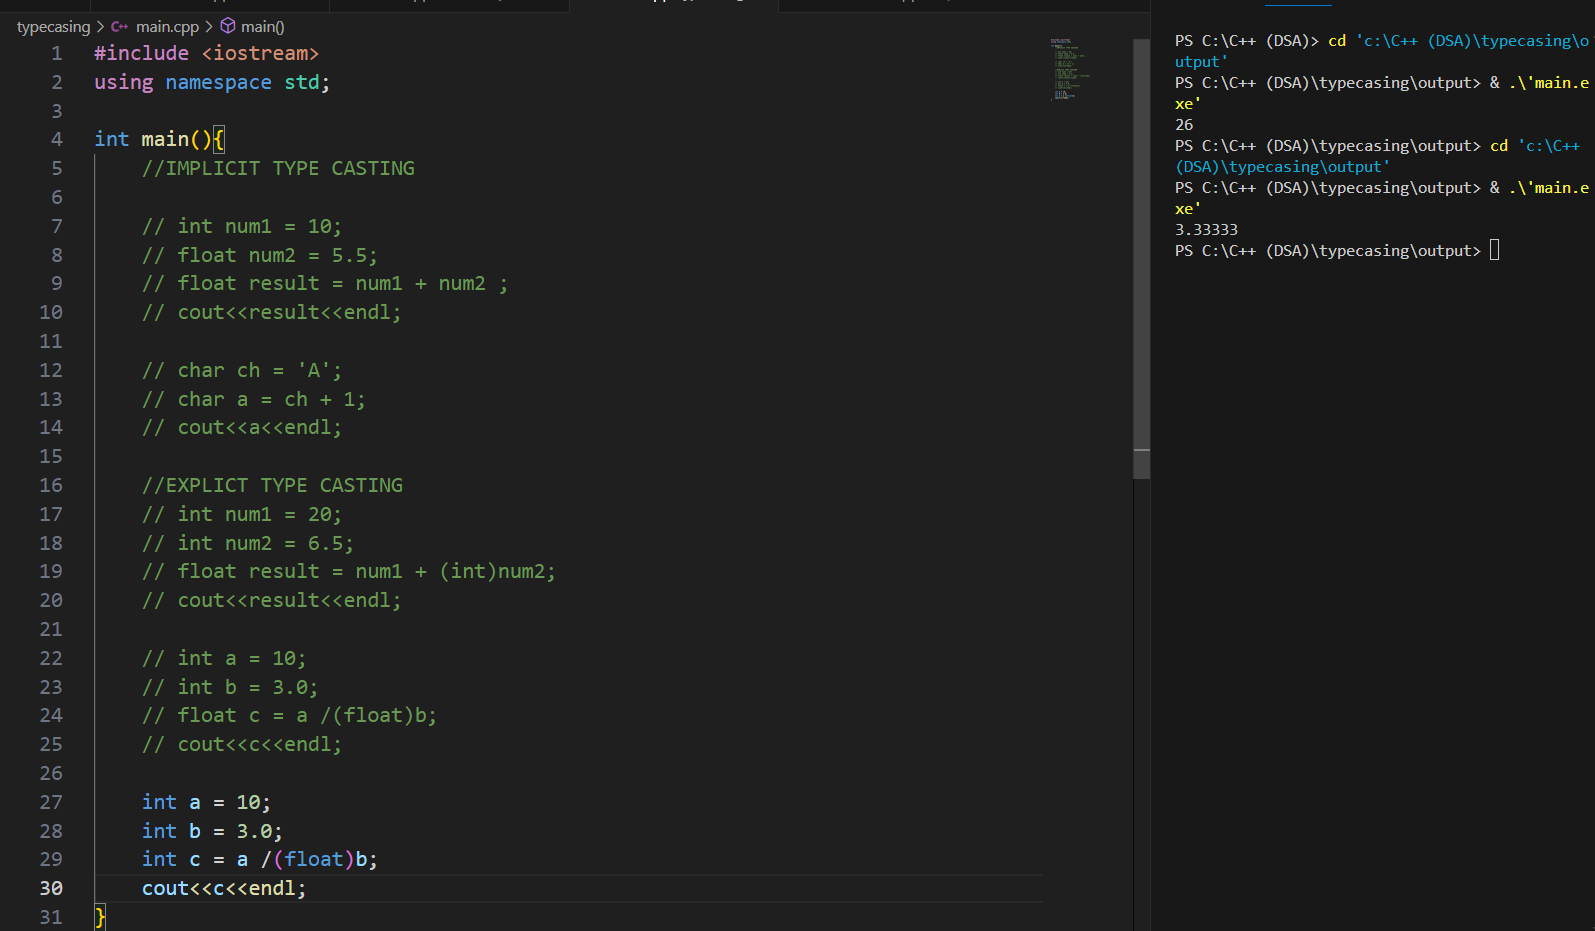 typecasing > C++ main.cpp > main()
1 #include <iostream>
2 using namespace std;
3
4 int main(){
5 //IMPLICIT TYPE CASTING
6
7 // int num1 = 10;
8 // float num2 = 5.5;
9 // float result = num1 + num2 ;
10 // cout<<result<<endl;
11
12 // char ch = 'A';
13 // char a = ch + 1;
14 // cout<<a<<endl;
15
16 //EXPLICT TYPE CASTING
17 // int num1 = 20;
18 // int num2 = 6.5;
19 // float result = num1 + (int)num2;
20 // cout<<result<<endl;
21
22 // int a = 10;
23 // int b = 3.0;
24 // float c = a /(float)b;
25 // cout<<c<<endl;
26
27 int a = 10;
28 int b = 3.0;
29 int c = a /(float)b;
30 cout<<c<<endl;
31 }
PS C:\C++ (DSA)> cd 'c:\C++ (DSA)\typecasing\o
utput'
PS C:\C++ (DSA)\typecasing\output> & .\'main.e
xe'
26
PS C:\C++ (DSA)\typecasing\output> cd 'c:\C++
(DSA)\typecasing\output'
PS C:\C++ (DSA)\typecasing\output> & .\'main.e
xe'
3.33333
PS C:\C++ (DSA)\typecasing\output>